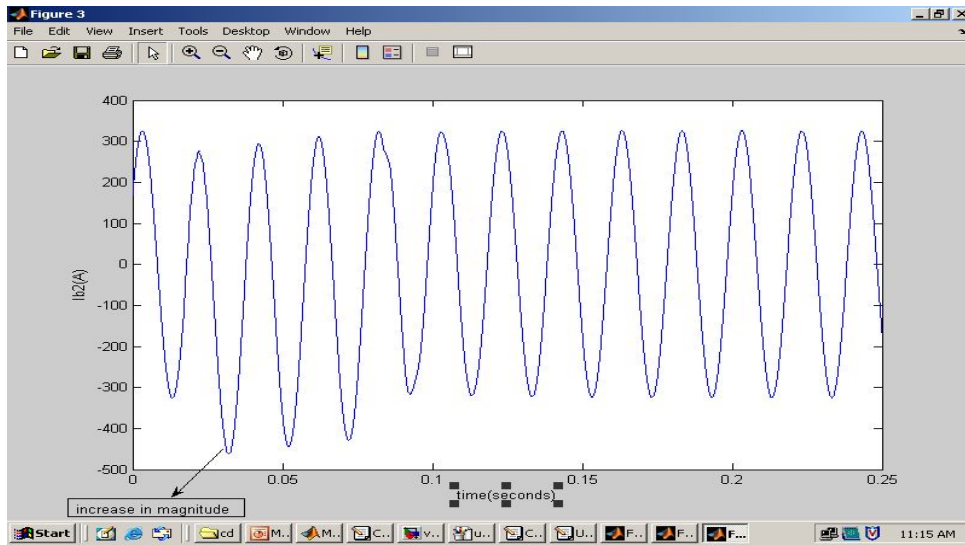 Figure 3
File Edit View Insert Tools Desktop Window Help
400
300
200
100
0
-100
-200
-300
-400
-500
Ib2(A)
0 0.05 0.1 0.15 0.2 0.25
time(seconds)
increase in magnitude
Start cd M.. M.. C.. v.. u.. C.. U.. F.. F.. F... 11:15 AM